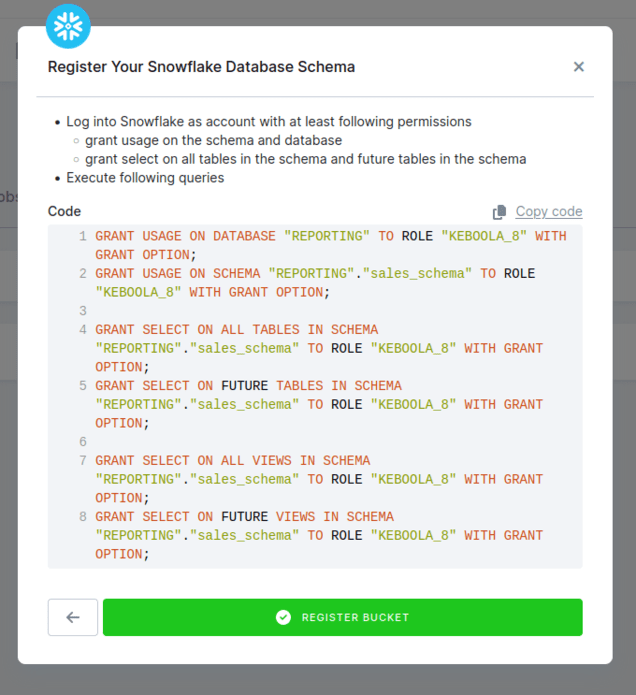 Register Your Snowflake Database Schema
Log into Snowflake as account with at least following permissions
grant usage on the schema and database
grant select on all tables in the schema and future tables in the schema
Execute following queries
Code
Copy code
1 GRANT USAGE ON DATABASE "REPORTING" TO ROLE "KEBOOLA_8" WITH
GRANT OPTION;
2 GRANT USAGE ON SCHEMA "REPORTING"."sales_schema" TO ROLE
"KEBOOLA_8" WITH GRANT OPTION;
3
4 GRANT SELECT ON ALL TABLES IN SCHEMA
"REPORTING"."sales_schema" TO ROLE "KEBOOLA_8" WITH GRANT
OPTION;
5 GRANT SELECT ON FUTURE TABLES IN SCHEMA
"REPORTING"."sales_schema" TO ROLE "KEBOOLA_8" WITH GRANT
OPTION;
6
7 GRANT SELECT ON ALL VIEWS IN SCHEMA
"REPORTING"."sales_schema" TO ROLE "KEBOOLA_8" WITH GRANT
OPTION;
8 GRANT SELECT ON FUTURE VIEWS IN SCHEMA
"REPORTING"."sales_schema" TO ROLE "KEBOOLA_8" WITH GRANT
OPTION;
REGISTER BUCKET